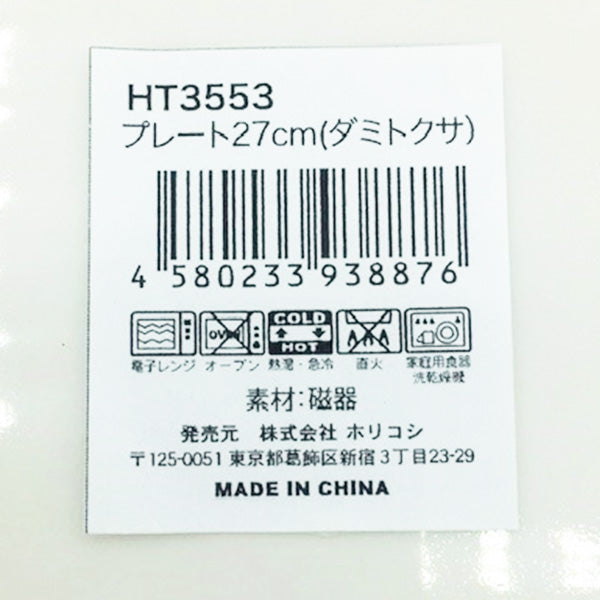 HT3553
プレート27cm(ダミトクサ)
4 580233 938876
OVEN COLD HOT
電子レンジ オーブン 熱湯・急冷 直火 家庭用食器洗乾燥機
素材:磁器
発売元 株式会社 ホリコシ
〒125-0051 東京都葛飾区新宿3丁目23-29
MADE IN CHINA